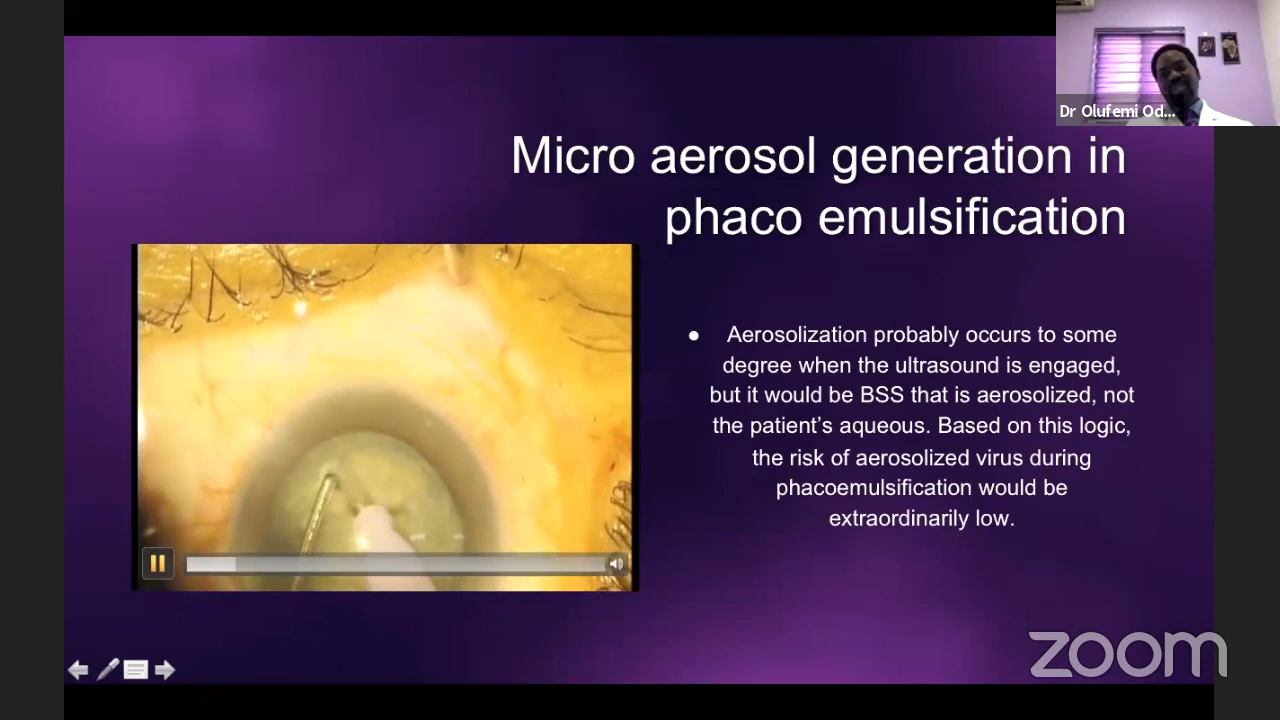 Dr Olufemi Od...
Micro aerosol generation in
phaco emulsification
● Aerosolization probably occurs to some
degree when the ultrasound is engaged,
but it would be BSS that is aerosolized, not
the patient’s aqueous. Based on this logic,
the risk of aerosolized virus during
phacoemulsification would be
extraordinarily low.
zoom